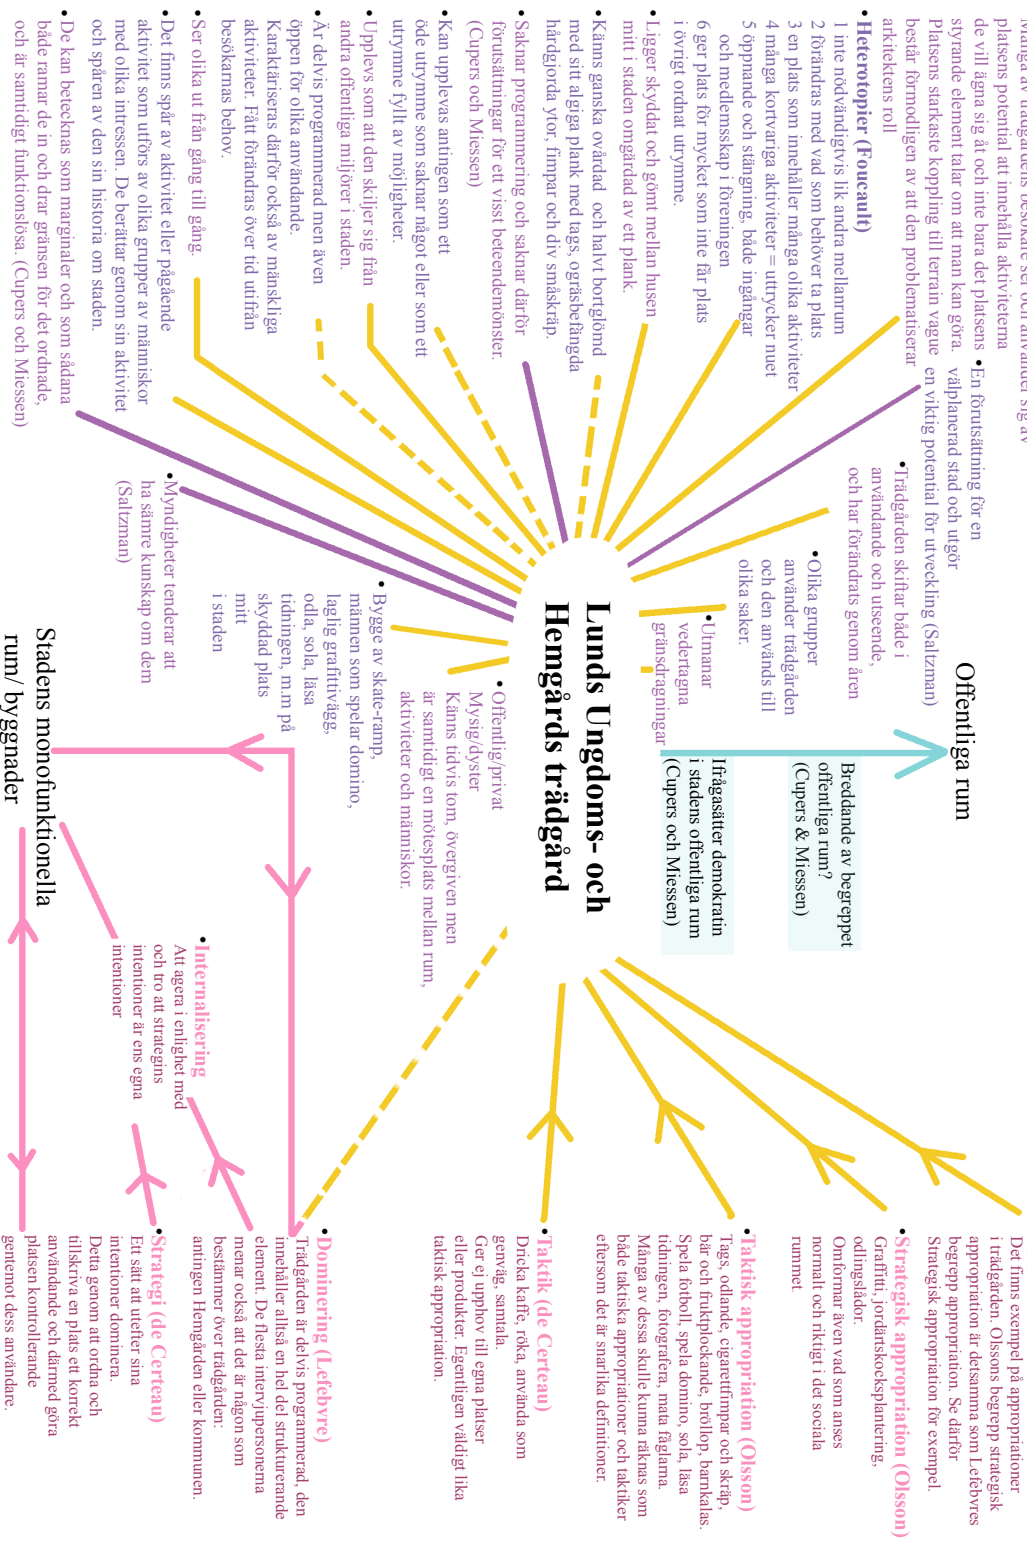 platsens potential att innehålla aktiviteterna
de vill ägna sig åt och inte bara det platsens
styrande element talar om att man kan göra.
Platsens starkaste koppling till terrain vague
består förmodligen av att den problematiserar
arkitektens roll
•Heterotopier (Foucault)
1 inte nödvändigtvis lik andra mellanrum
2 förändras med vad som behöver ta plats
3 en plats som innehåller många olika aktiviteter
4 många kortvariga aktiviteter = uttrycker nuet
5 öppnande och stängning, både ingångar
och medlemsskap i föreningen
6 ger plats för mycket som inte får plats
i övrigt ordnat utrymme.
•Ligger skyddat och gömt mellan husen
mitt i staden omgärdad av ett plank.
•Känns ganska ovårdad och halvt bortglömd
med sitt algiga plank med tags, ogräsbefängda
hårdgjorda ytor, fimpar och div småskräp.
•Saknar programmering och saknar därför
förutsättningar för ett visst beteendemönster.
(Cupers och Miessen)
•Kan upplevas antingen som ett
öde utrymme som saknar något eller som ett
utrymme fyllt av möjligheter.
•Upplevs som att den skiljer sig från
andra offentliga miljörer i staden.
•Är delvis programmerad men även
öppen för olika användande.
Karaktäriseras därför också av mänskliga
aktiviteter. Fått förändras över tid utifrån
besökarnas behov.
•Ser olika ut från gång till gång.
•Det finns spår av aktivitet eller pågående
aktivitet som utförs av olika grupper av människor
med olika intressen. De berättar genom sin aktivitet
och spåren av den sin historia om staden.
•De kan betecknas som marginaler och som sådana
både ramar de in och drar gränsen för det ordnade,
och är samtidigt funktionslösa. (Cupers och Miessen)
•En förutsättning för en
välplanerad stad och utgör
en viktig potential för utveckling (Saltzman)
•Trädgården skiftar både i
användande och utseende,
och har förändrats genom åren
•Olika grupper
använder trädgården
och den används till
olika saker.
•Utmanar
vedertagna
gränsdragningar
Lunds Ungdoms- och
Hemgårds trädgård
•Offentlig/privat
Mysig/dyster
Känns tidvis tom, övergiven men
är samtidigt en mötesplats mellan rum,
aktiviteter och människor.
• Bygge av skate-ramp,
männen som spelar domino,
laglig grafittivägg,
odla, sola, läsa
tidningen, m.m på
skyddad plats
mitt
i staden
•Myndigheter tenderar att
ha sämre kunskap om dem
(Saltzman)
Offentliga rum
Breddande av begreppet
offentliga rum?
(Cupers & Miessen)
Ifrågasätter demokratin
i stadens offentliga rum
(Cupers och Miessen)
Stadens monofunktionella
rum/ byggnader
•Internalisering
Att agera i enlighet med
och tro att strategins
intentioner är ens egna
intentioner
Det finns exempel på appropriationer
i trädgården. Olssons begrepp strategisk
appropriation är detsamma som Lefebvres
begrepp appropriation. Se därför
Strategisk appropriation för exempel.
•Strategisk appropriation (Olsson)
Graffitti, jordärtskocksplantering,
odlingslådor.
Omformar även vad som anses
normalt och riktigt i det sociala
rummet
•Taktisk appropriation (Olsson)
Tags, odlande, cigarettfimpar och skräp,
bär och fruktplockande, bröllop, barnkalas.
Spela fotboll, spela domino, sola, läsa
tidningen, fotografera, mata fåglarna.
Många av dessa skulle kunna räknas som
både taktiska appropriationer och taktiker
eftersom det är snarlika definitioner.
•Taktik (de Certeau)
Dricka kaffe, röka, använda som
genväg, samtala.
Ger ej upphov till egna platser
eller produkter. Egentligen väldigt lika
taktisk appropriation.
•Dominering (Lefebvre)
Trädgården är delvis programmerad, den
innehåller alltså en hel del strukturerande
element. De flesta intervjupersonerna
menar också att det är någon som
bestämmer över trädgården:
antingen Hemgården eller kommunen.
•Strategi (de Certeau)
Ett sätt att utefter sina
intentioner dominera.
Detta genom att ordna och
tillskriva en plats ett korrekt
användande och därmed göra
platsen kontrollerande
gentemot dess användare.